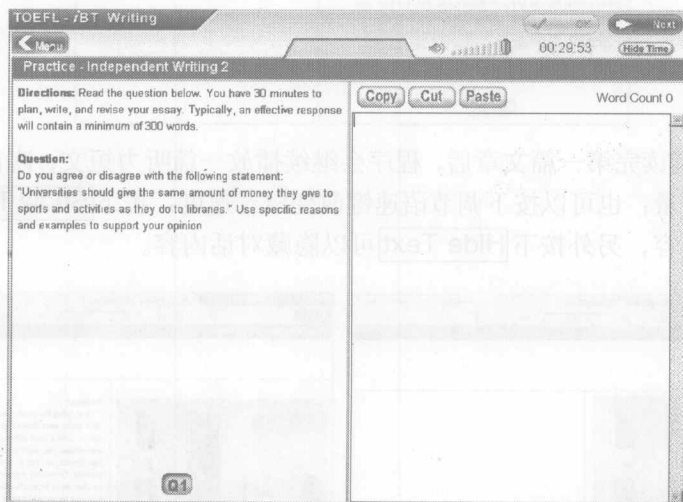 TOEFL - iBT Writing
OK
Next
Menu
00:29:53
Hide Time
Practice - Independent Writing 2
Directions: Read the question below. You have 30 minutes to
plan, write, and revise your essay. Typically, an effective response
will contain a minimum of 300 words.
Copy
Cut
Paste
Word Count 0
Question:
Do you agree or disagree with the following statement:
"Universities should give the same amount of money they give to
sports and activities as they do to libraries." Use specific reasons
and examples to support your opinion
Q1